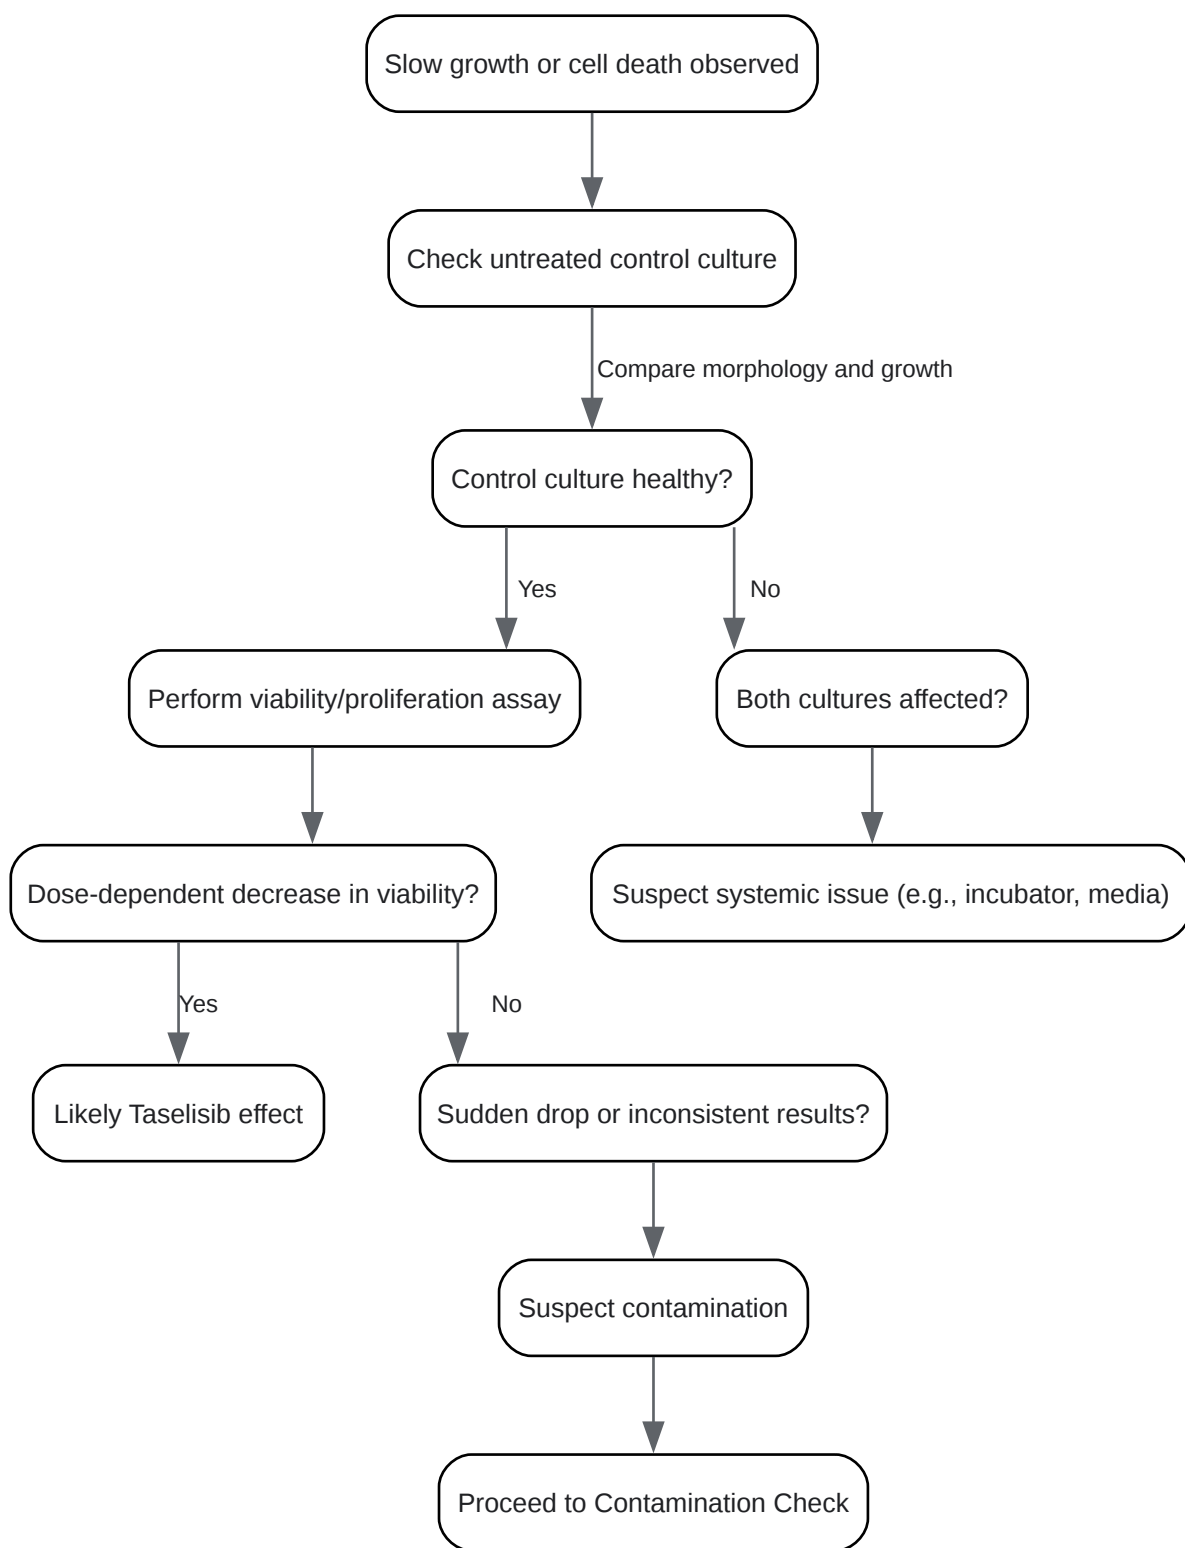 Slow growth or cell death observed
Check untreated control culture
Compare morphology and growth
Control culture healthy?
Yes
No
Perform viability/proliferation assay
Both cultures affected?
Dose-dependent decrease in viability?
Suspect systemic issue (e.g., incubator, media)
Yes
No
Likely Taselisib effect
Sudden drop or inconsistent results?
Suspect contamination
Proceed to Contamination Check